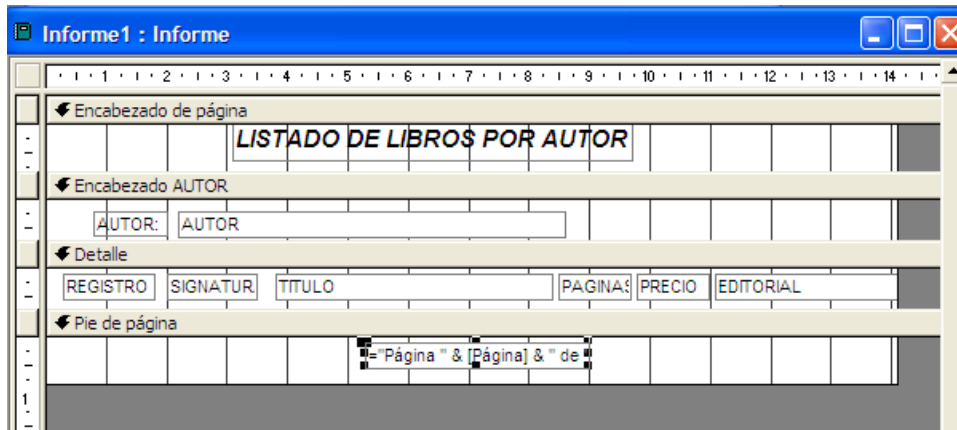 Informe1 : Informe
1 2 3 4 5 6 7 8 9 10 11 12 13 14
Encabezado de página
LISTADO DE LIBROS POR AUTOR
Encabezado AUTOR
AUTOR: AUTOR
Detalle
REGISTRO SIGNATUR TITULO PAGINAS PRECIO EDITORIAL
Pie de página
="Página " & [Página] & " de
1